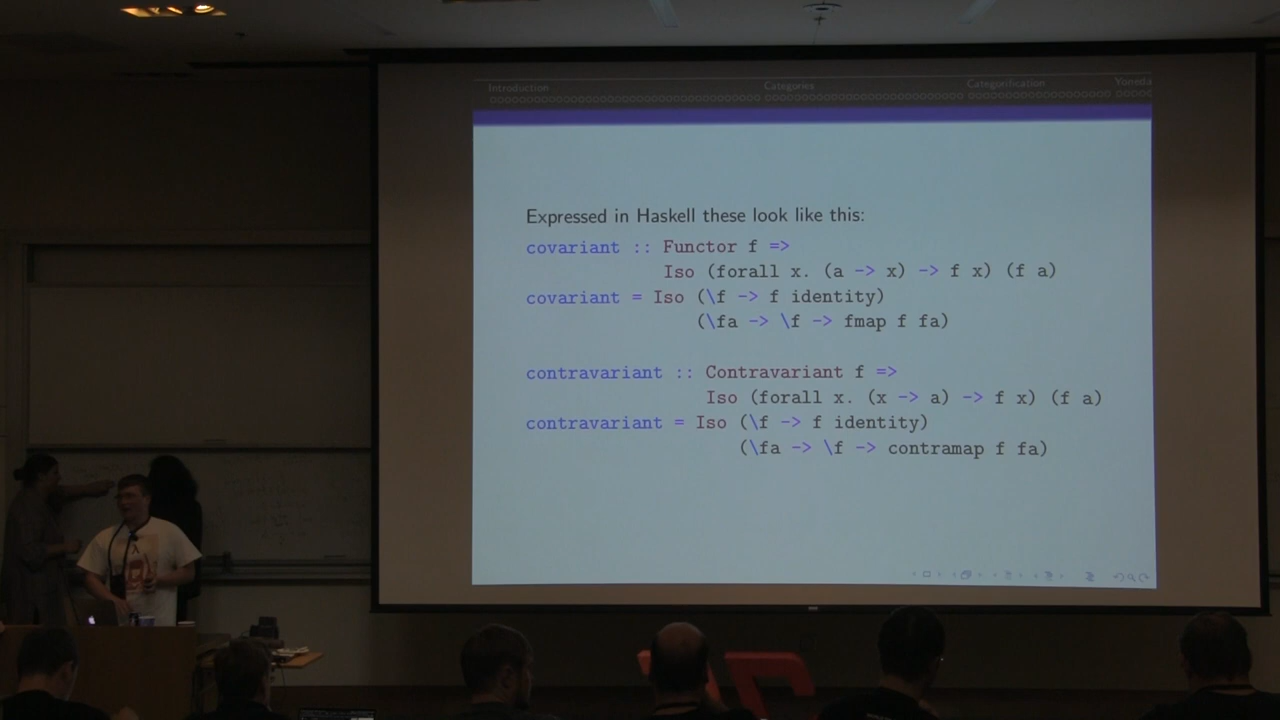 Introduction Categories Categorification Yoneda
Expressed in Haskell these look like this:
covariant :: Functor f =>
Iso (forall x. (a -> x) -> f x) (f a)
covariant = Iso (\f -> f identity)
(\fa -> \f -> fmap f fa)
contravariant :: Contravariant f =>
Iso (forall x. (x -> a) -> f x) (f a)
contravariant = Iso (\f -> f identity)
(\fa -> \f -> contramap f fa)